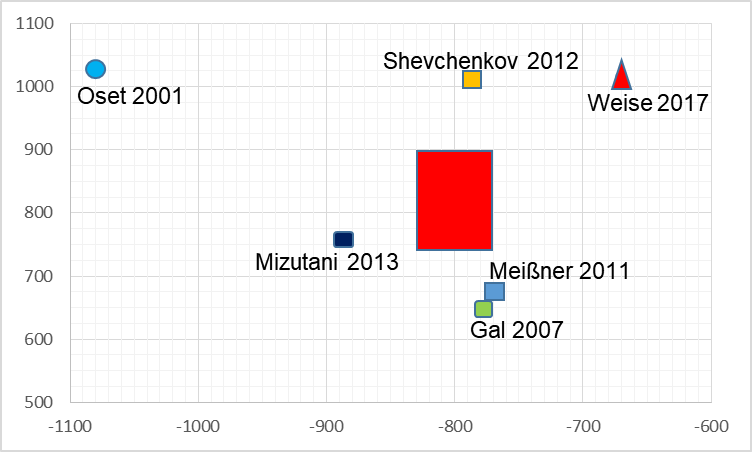 1100
1000
900
800
700
600
500
Shevchenkov 2012
Oset 2001
Weise 2017
Mizutani 2013
Meißner 2011
Gal 2007
-1100 -1000 -900 -800 -700 -600